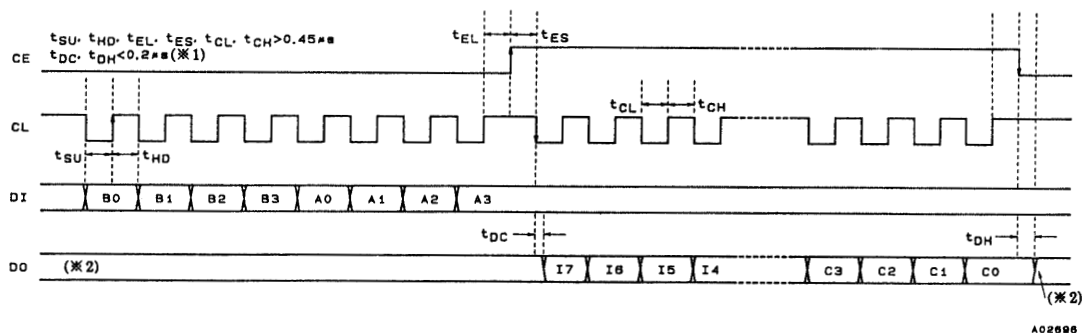 tSU, tHD, tEL, tES, tCL, tCH>0.45µs
tDC, tDH<0.2µs(※1)
tEL
tES
CE
tCL
tCH
CL
tSU
tHD
DI B0 B1 B2 B3 A0 A1 A2 A3
tDC
tDH
DO (※2) I7 I6 I5 I4 C3 C2 C1 C0
(※2)
A02696